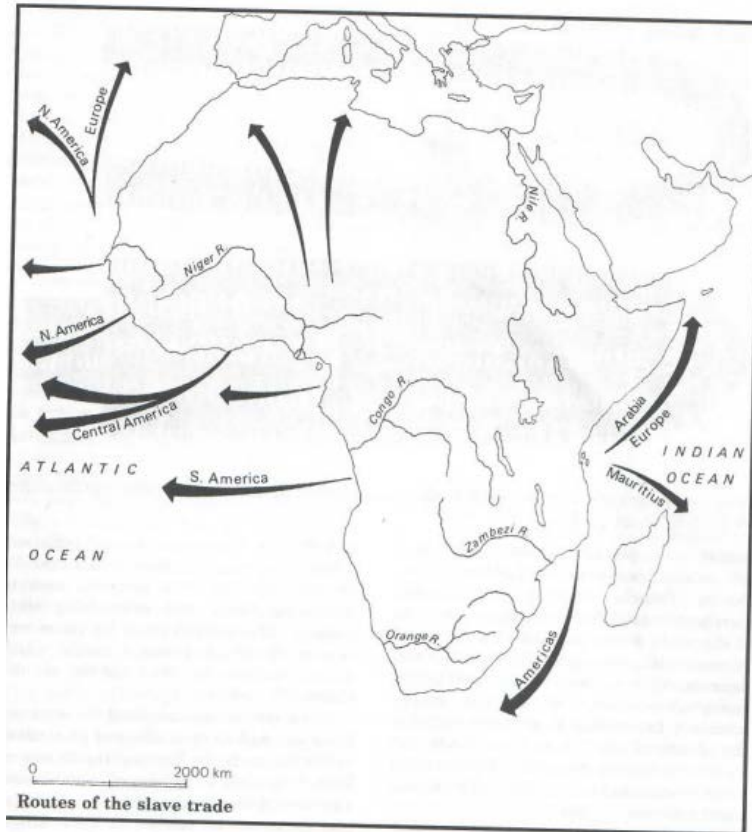 N. America
Europe
Nile R.
Niger R.
N. America
Central America
Congo R.
Arabia
Europe
INDIAN
OCEAN
Mauritius
ATLANTIC
S. America
Zambezi R.
OCEAN
Orange R.
Americas
0 2000 km
Routes of the slave trade